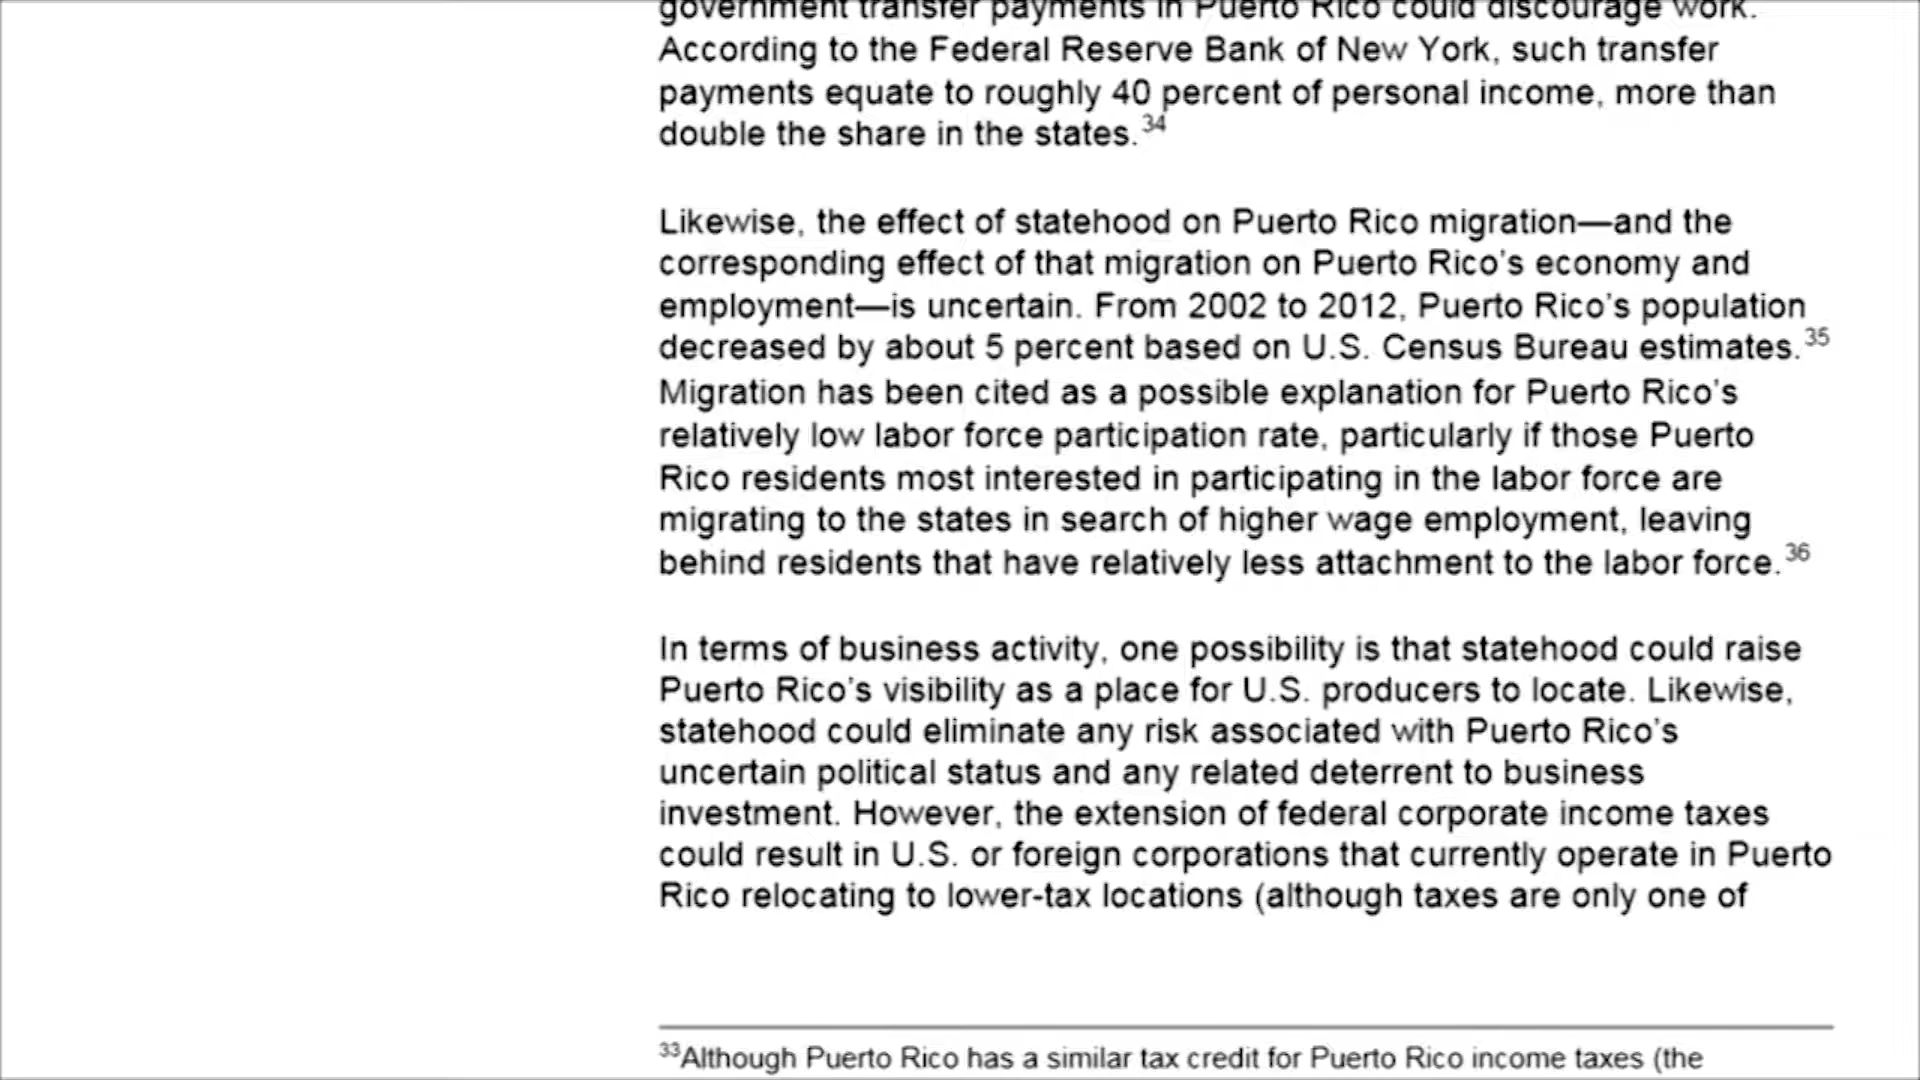 government transfer payments in Puerto Rico could discourage work.
According to the Federal Reserve Bank of New York, such transfer
payments equate to roughly 40 percent of personal income, more than
double the share in the states.34
Likewise, the effect of statehood on Puerto Rico migration—and the
corresponding effect of that migration on Puerto Rico's economy and
employment—is uncertain. From 2002 to 2012, Puerto Rico's population
decreased by about 5 percent based on U.S. Census Bureau estimates.35
Migration has been cited as a possible explanation for Puerto Rico's
relatively low labor force participation rate, particularly if those Puerto
Rico residents most interested in participating in the labor force are
migrating to the states in search of higher wage employment, leaving
behind residents that have relatively less attachment to the labor force.36
In terms of business activity, one possibility is that statehood could raise
Puerto Rico's visibility as a place for U.S. producers to locate. Likewise,
statehood could eliminate any risk associated with Puerto Rico's
uncertain political status and any related deterrent to business
investment. However, the extension of federal corporate income taxes
could result in U.S. or foreign corporations that currently operate in Puerto
Rico relocating to lower-tax locations (although taxes are only one of
33Although Puerto Rico has a similar tax credit for Puerto Rico income taxes (the